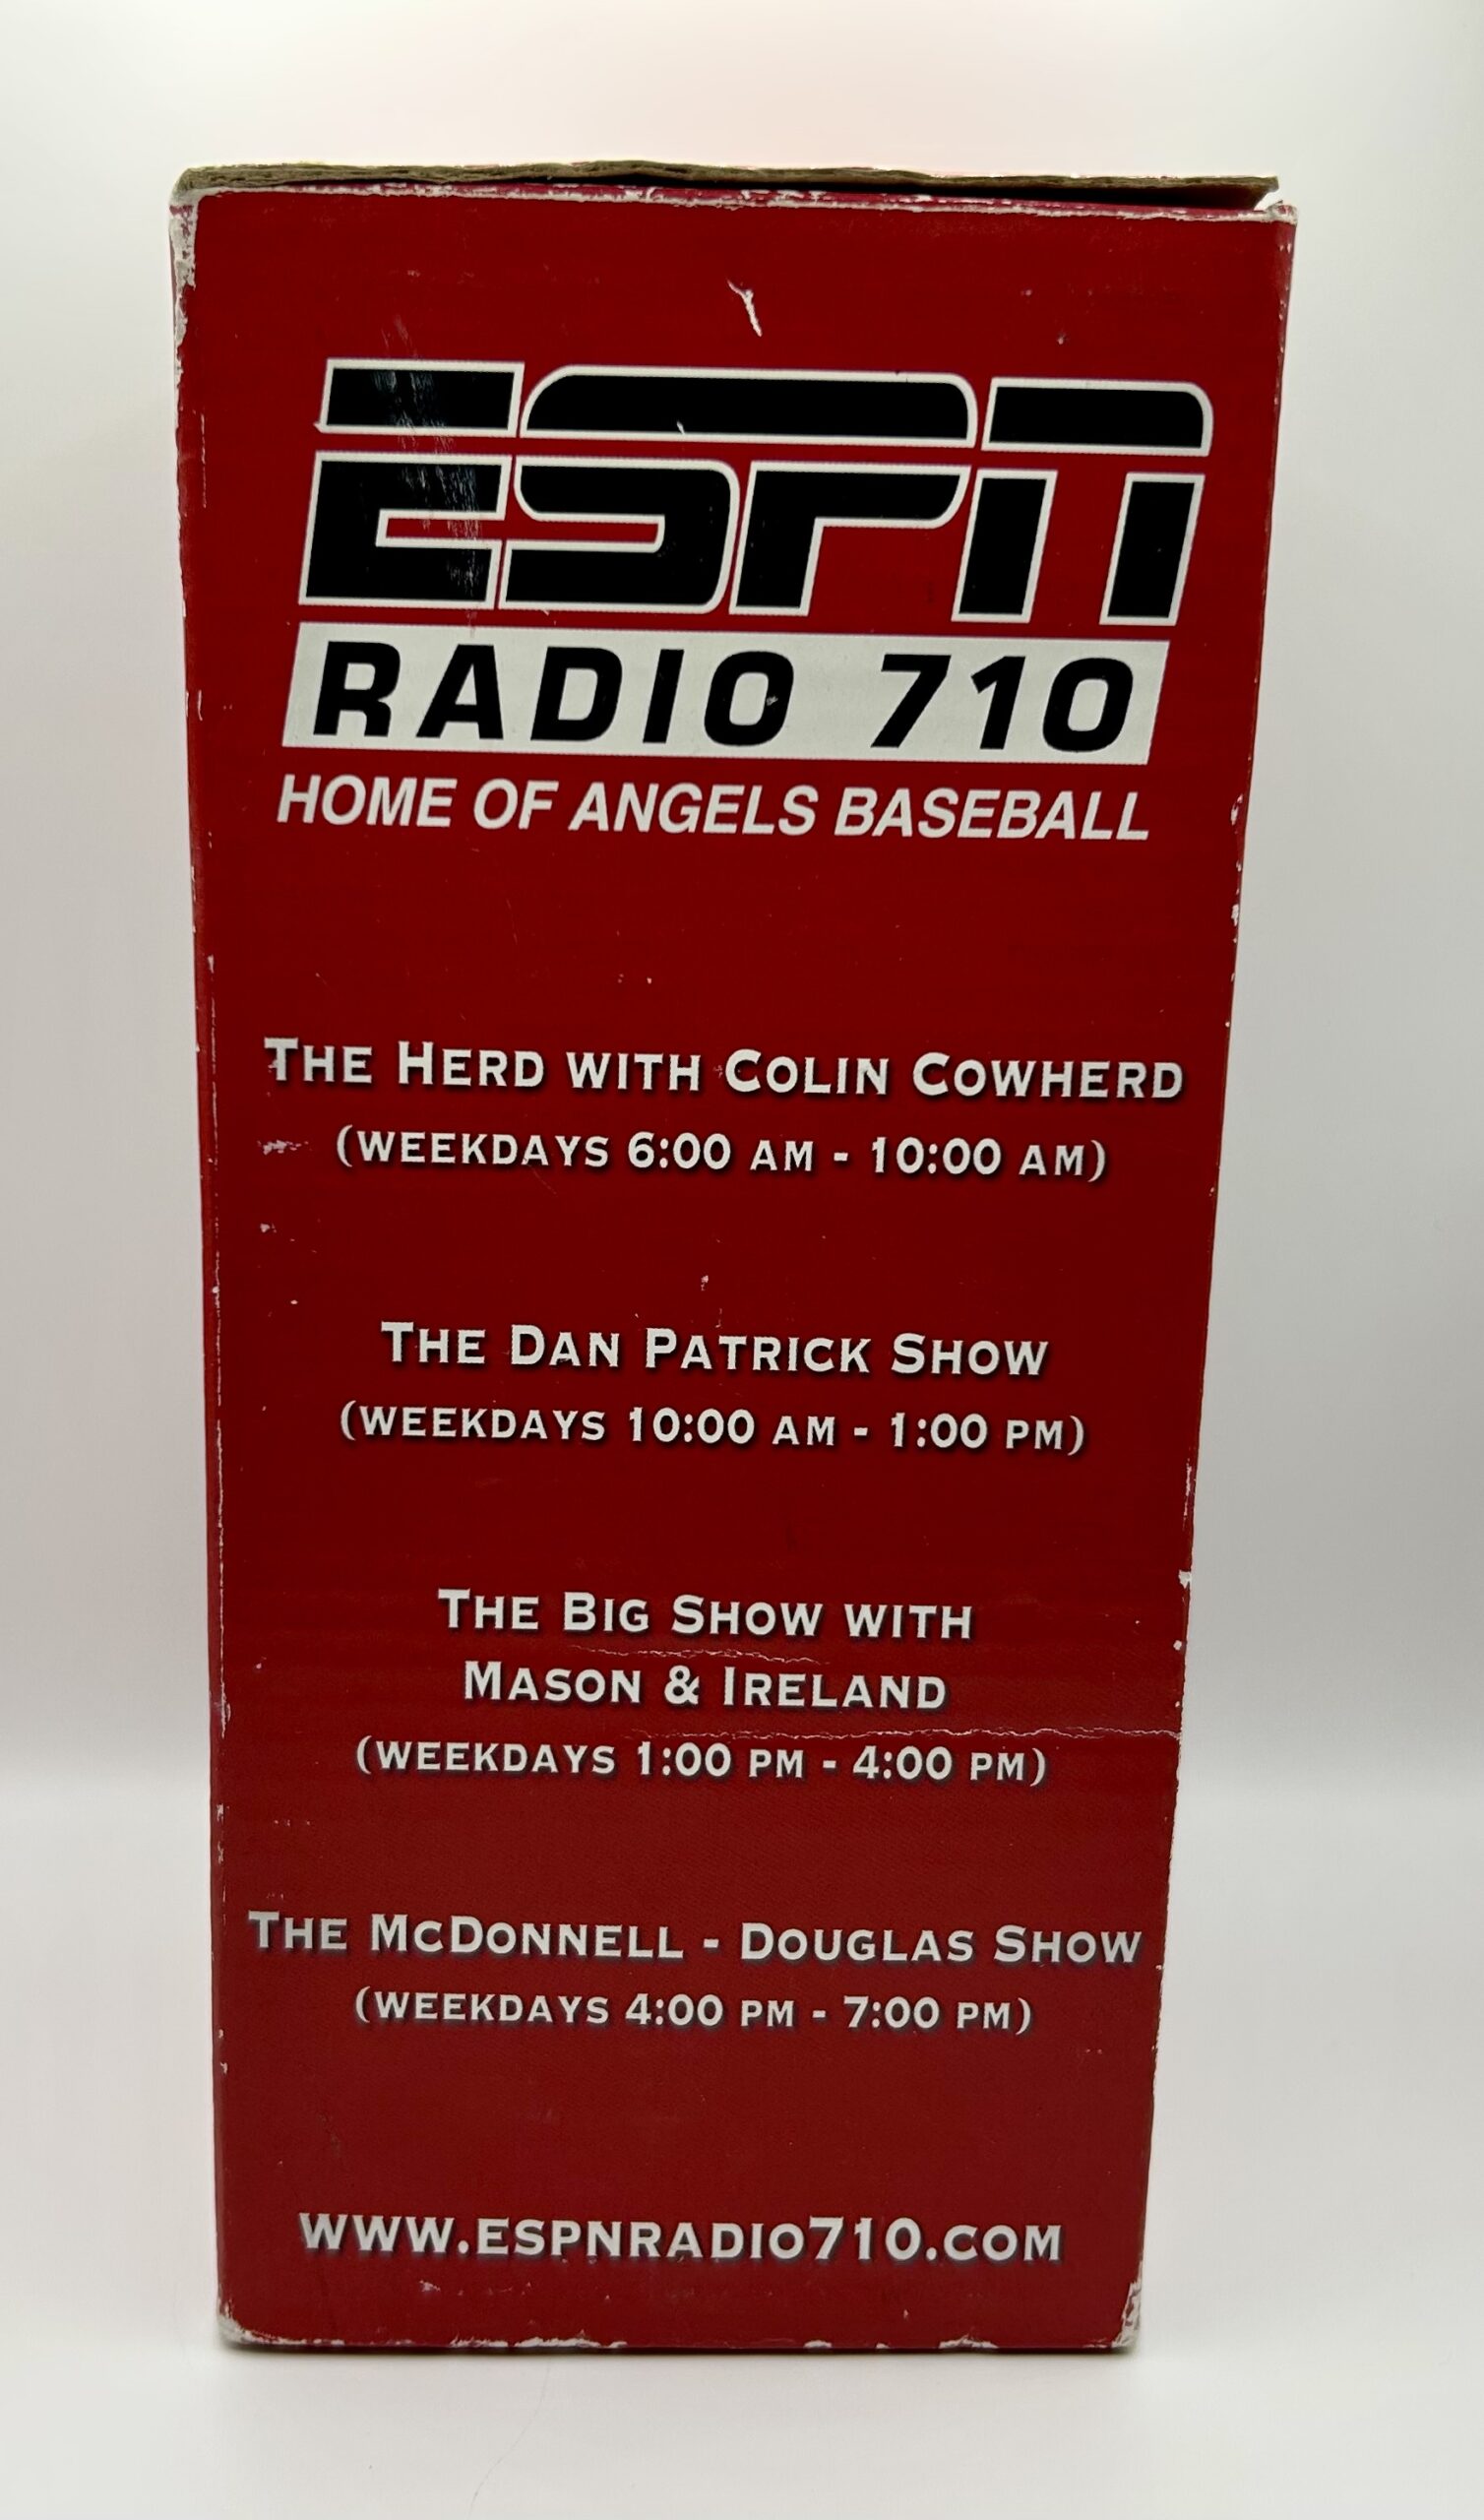 ESPN
RADIO 710
HOME OF ANGELS BASEBALL
THE HERD WITH COLIN COWHERD
(WEEKDAYS 6:00 AM - 10:00 AM)
THE DAN PATRICK SHOW
(WEEKDAYS 10:00 AM - 1:00 PM)
THE BIG SHOW WITH
MASON & IRELAND
(WEEKDAYS 1:00 PM - 4:00 PM)
THE MCDONNELL - DOUGLAS SHOW
(WEEKDAYS 4:00 PM - 7:00 PM)
WWW.ESPNRADIO710.COM